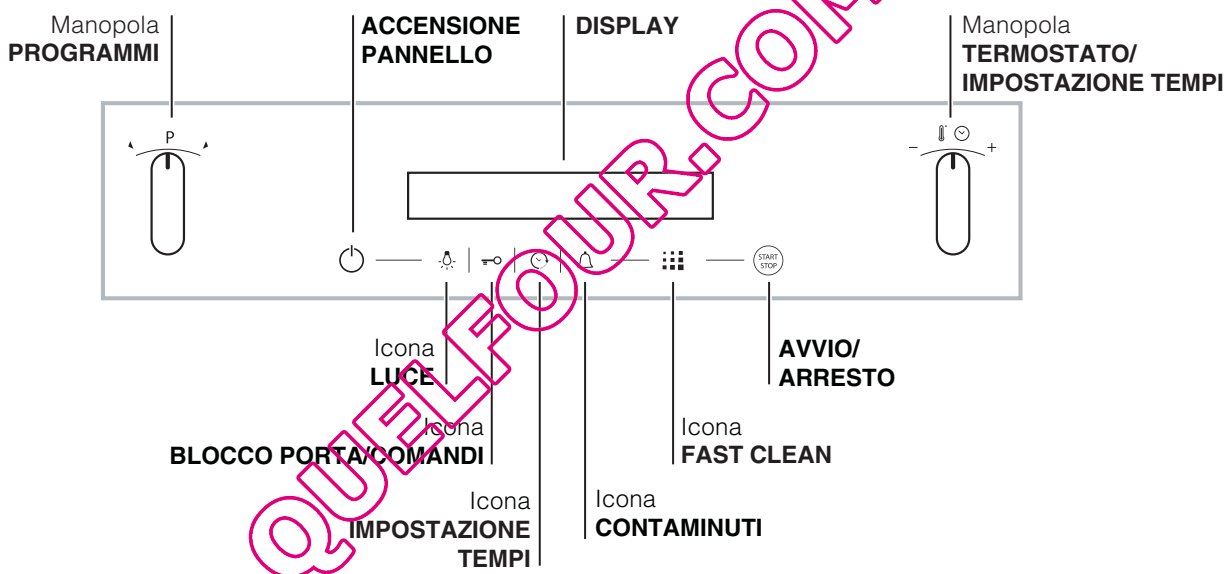 Manopola
PROGRAMMI
ACCENSIONE
PANNELLO
DISPLAY
Manopola
TERMOSTATO/
IMPOSTAZIONE TEMPI
P
- +
START
STOP
Icona
LUCE
Icona
BLOCCO PORTA/COMANDI
Icona
IMPOSTAZIONE
TEMPI
Icona
CONTAMINUTI
Icona
FAST CLEAN
AVVIO/
ARRESTO
QUELFOUR.COM